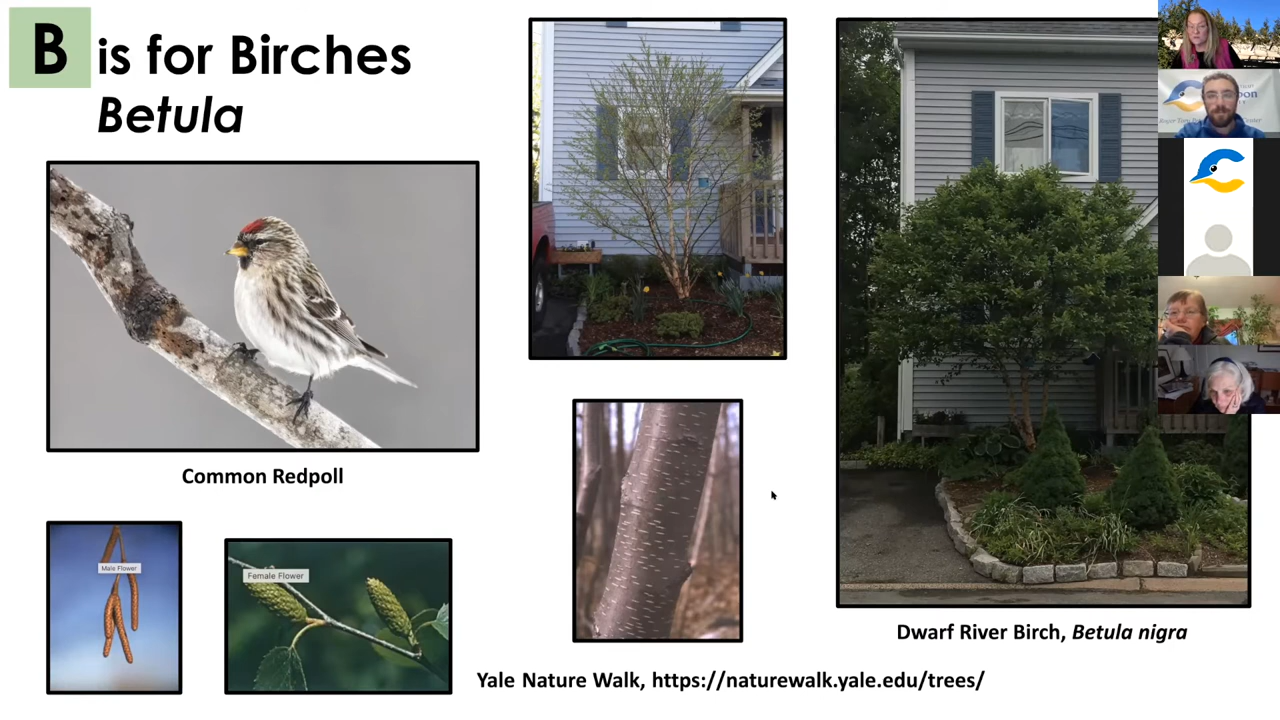 B is for Birches
Betula
Common Redpoll
Male Flower
Female Flower
Dwarf River Birch, Betula nigra
Yale Nature Walk, https://naturewalk.yale.edu/trees/